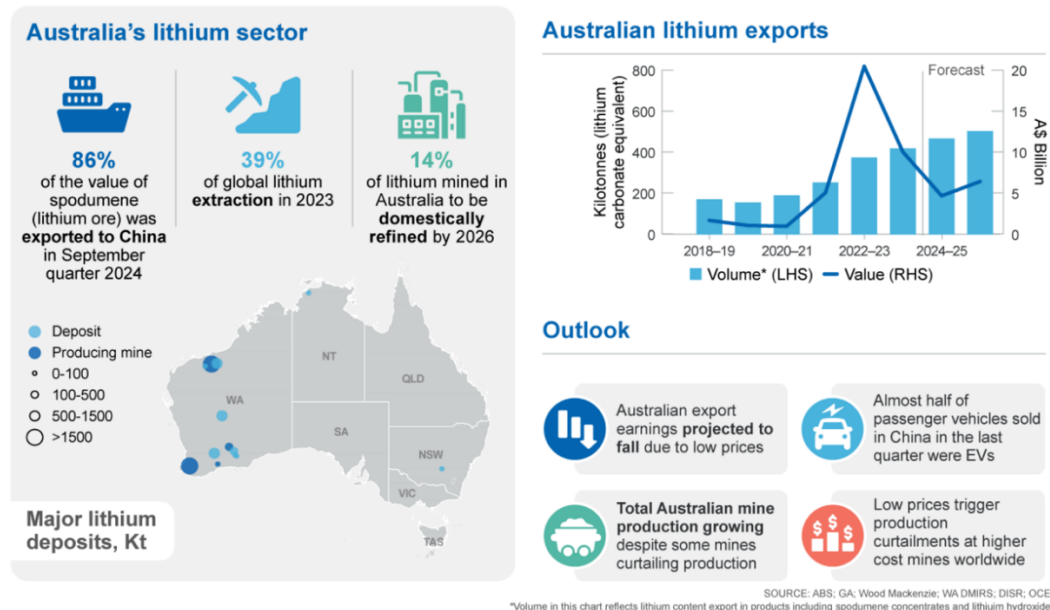 Australia's lithium sector
86%
of the value of
spodumene
(lithium ore) was
exported to China
in September
quarter 2024
39%
of global lithium
extraction in 2023
14%
of lithium mined in
Australia to be
domestically
refined by 2026
Deposit
Producing mine
0-100
100-500
500-1500
>1500
WA
NT
QLD
SA
NSW
VIC
TAS
Major lithium
deposits, Kt
Australian lithium exports
Kilotonnes (lithium
carbonate equivalent)
800
600
400
200
0
Forecast
20
15
10
5
0
A$ Billion
2018–19
2020–21
2022–23
2024–25
Volume* (LHS)
Value (RHS)
Outlook
Australian export
earnings projected to
fall due to low prices
Almost half of
passenger vehicles sold
in China in the last
quarter were EVs
Total Australian mine
production growing
despite some mines
curtailing production
$ $ $
Low prices trigger
production
curtailments at higher
cost mines worldwide
SOURCE: ABS; GA; Wood Mackenzie; WA DMIRS; DISR; OCE
*Volume in this chart reflects lithium content export in products including spodumene concentrates and lithium hydroxide